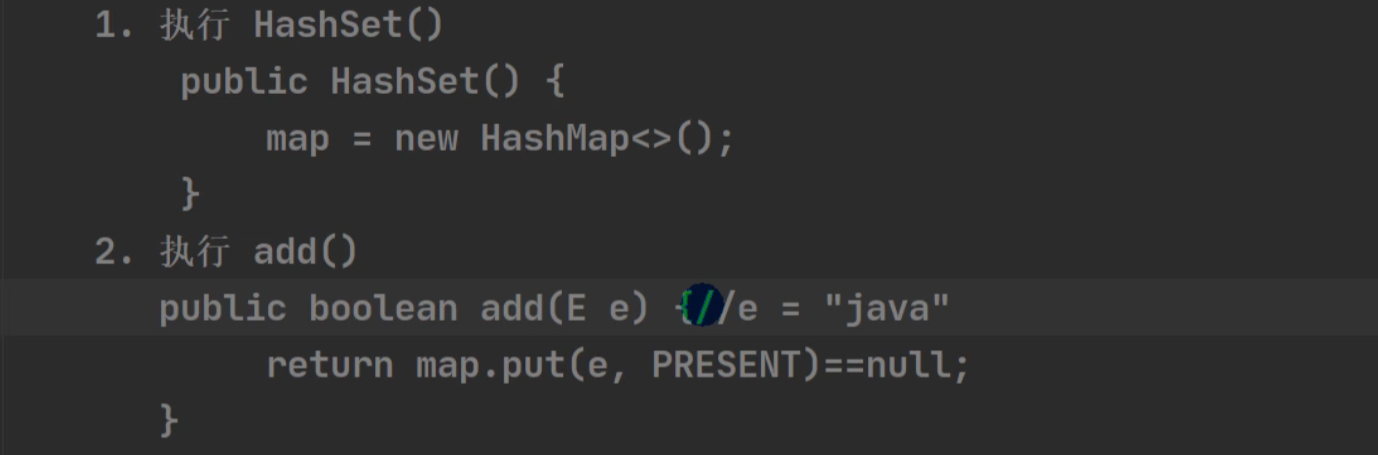 1. 执行 HashSet()
public HashSet() {
map = new HashMap<>();
}
2. 执行 add()
public boolean add(E e) {//e = "java"
return map.put(e, PRESENT)==null;
}